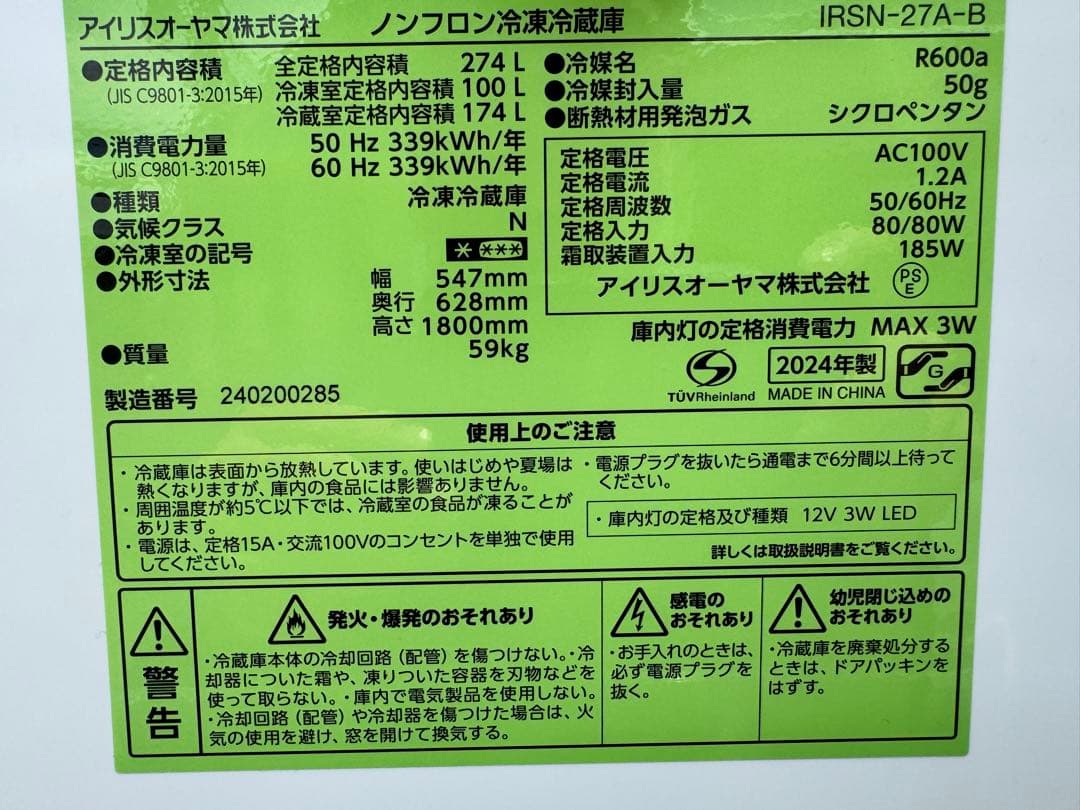 アイリスオーヤマ株式会社 ノンフロン冷凍冷蔵庫 IRSN-27A-B
●定格内容積 全定格内容積 274 L
(JIS C9801-3:2015年) 冷凍室定格内容積 100 L
冷蔵室定格内容積 174 L
●消費電力量 50 Hz 339kWh/年
(JIS C9801-3:2015年) 60 Hz 339kWh/年
●種類 冷凍冷蔵庫
●気候クラス N
●冷凍室の記号
●外形寸法 幅 547mm
奥行 628mm
高さ 1800mm
●質量 59kg
製造番号 240200285
●冷媒名 R600a
●冷媒封入量 50g
●断熱材用発泡ガス シクロペンタン
定格電圧 AC100V
定格電流 1.2A
定格周波数 50/60Hz
定格入力 80/80W
霜取装置入力 185W
アイリスオーヤマ株式会社 PSE
庫内灯の定格消費電力 MAX 3W
TÜVRheinland 2024年製 G
MADE IN CHINA
使用上のご注意
・冷蔵庫は表面から放熱しています。使いはじめや夏場は
熱くなりますが、庫内の食品には影響ありません。
・周囲温度が約5℃以下では、冷蔵室の食品が凍ることが
あります。
・電源は、定格15A・交流100Vのコンセントを単独で使用
してください。
・電源プラグを抜いたら通電まで6分間以上待って
ください。
・庫内灯の定格及び種類 12V 3W LED
詳しくは取扱説明書をご覧ください。
警告
発火・爆発のおそれあり
・冷蔵庫本体の冷却回路（配管）を傷つけない。・冷
却器についた霜や、凍りついた容器を刃物などを
使って取らない。・庫内で電気製品を使用しない。
・冷却回路（配管）や冷却器を傷つけた場合は、火
気の使用を避け、窓を開けて換気する。
感電の
おそれあり
・お手入れのときは、
必ず電源プラグを
抜く。
幼児閉じ込めの
おそれあり
・冷蔵庫を廃棄処分する
ときは、ドアパッキンを
はずす。